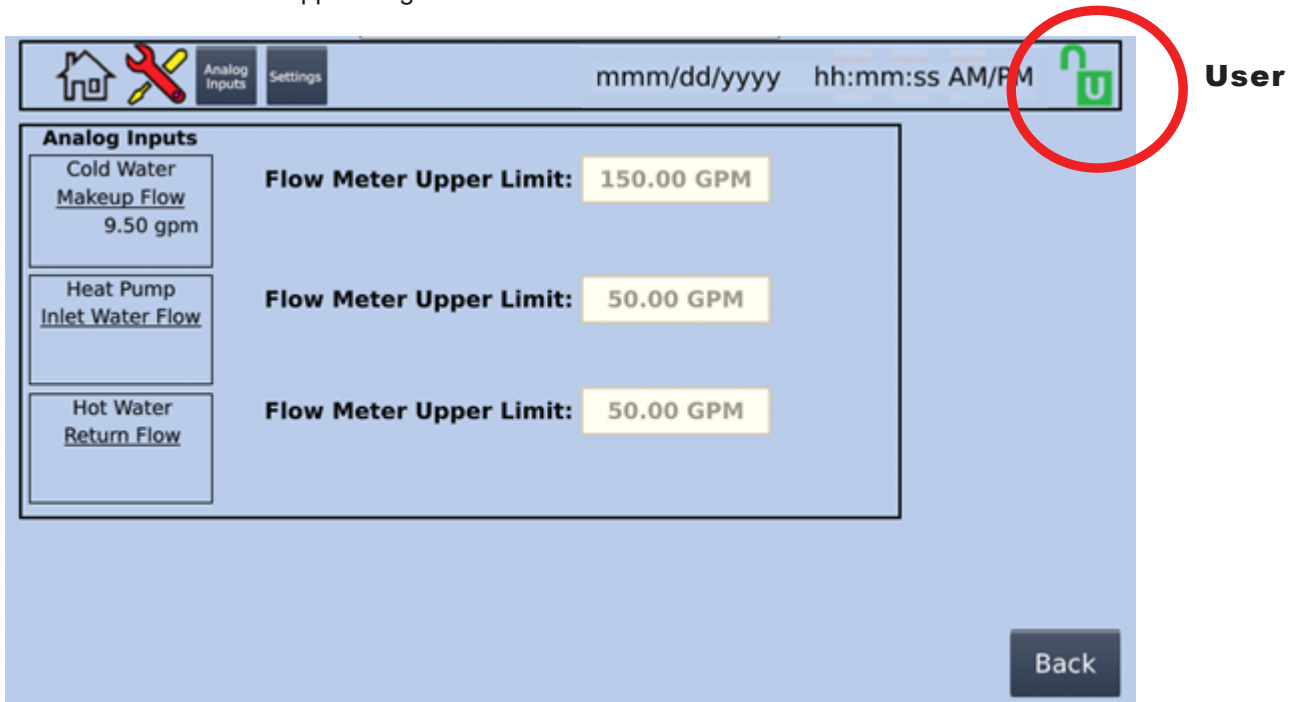 Analog
Inputs
Settings
mmm/dd/yyyy hh:mm:ss AM/PM
U
User
Analog Inputs
Cold Water
Makeup Flow
9.50 gpm
Flow Meter Upper Limit: 150.00 GPM
Heat Pump
Inlet Water Flow
Flow Meter Upper Limit: 50.00 GPM
Hot Water
Return Flow
Flow Meter Upper Limit: 50.00 GPM
Back